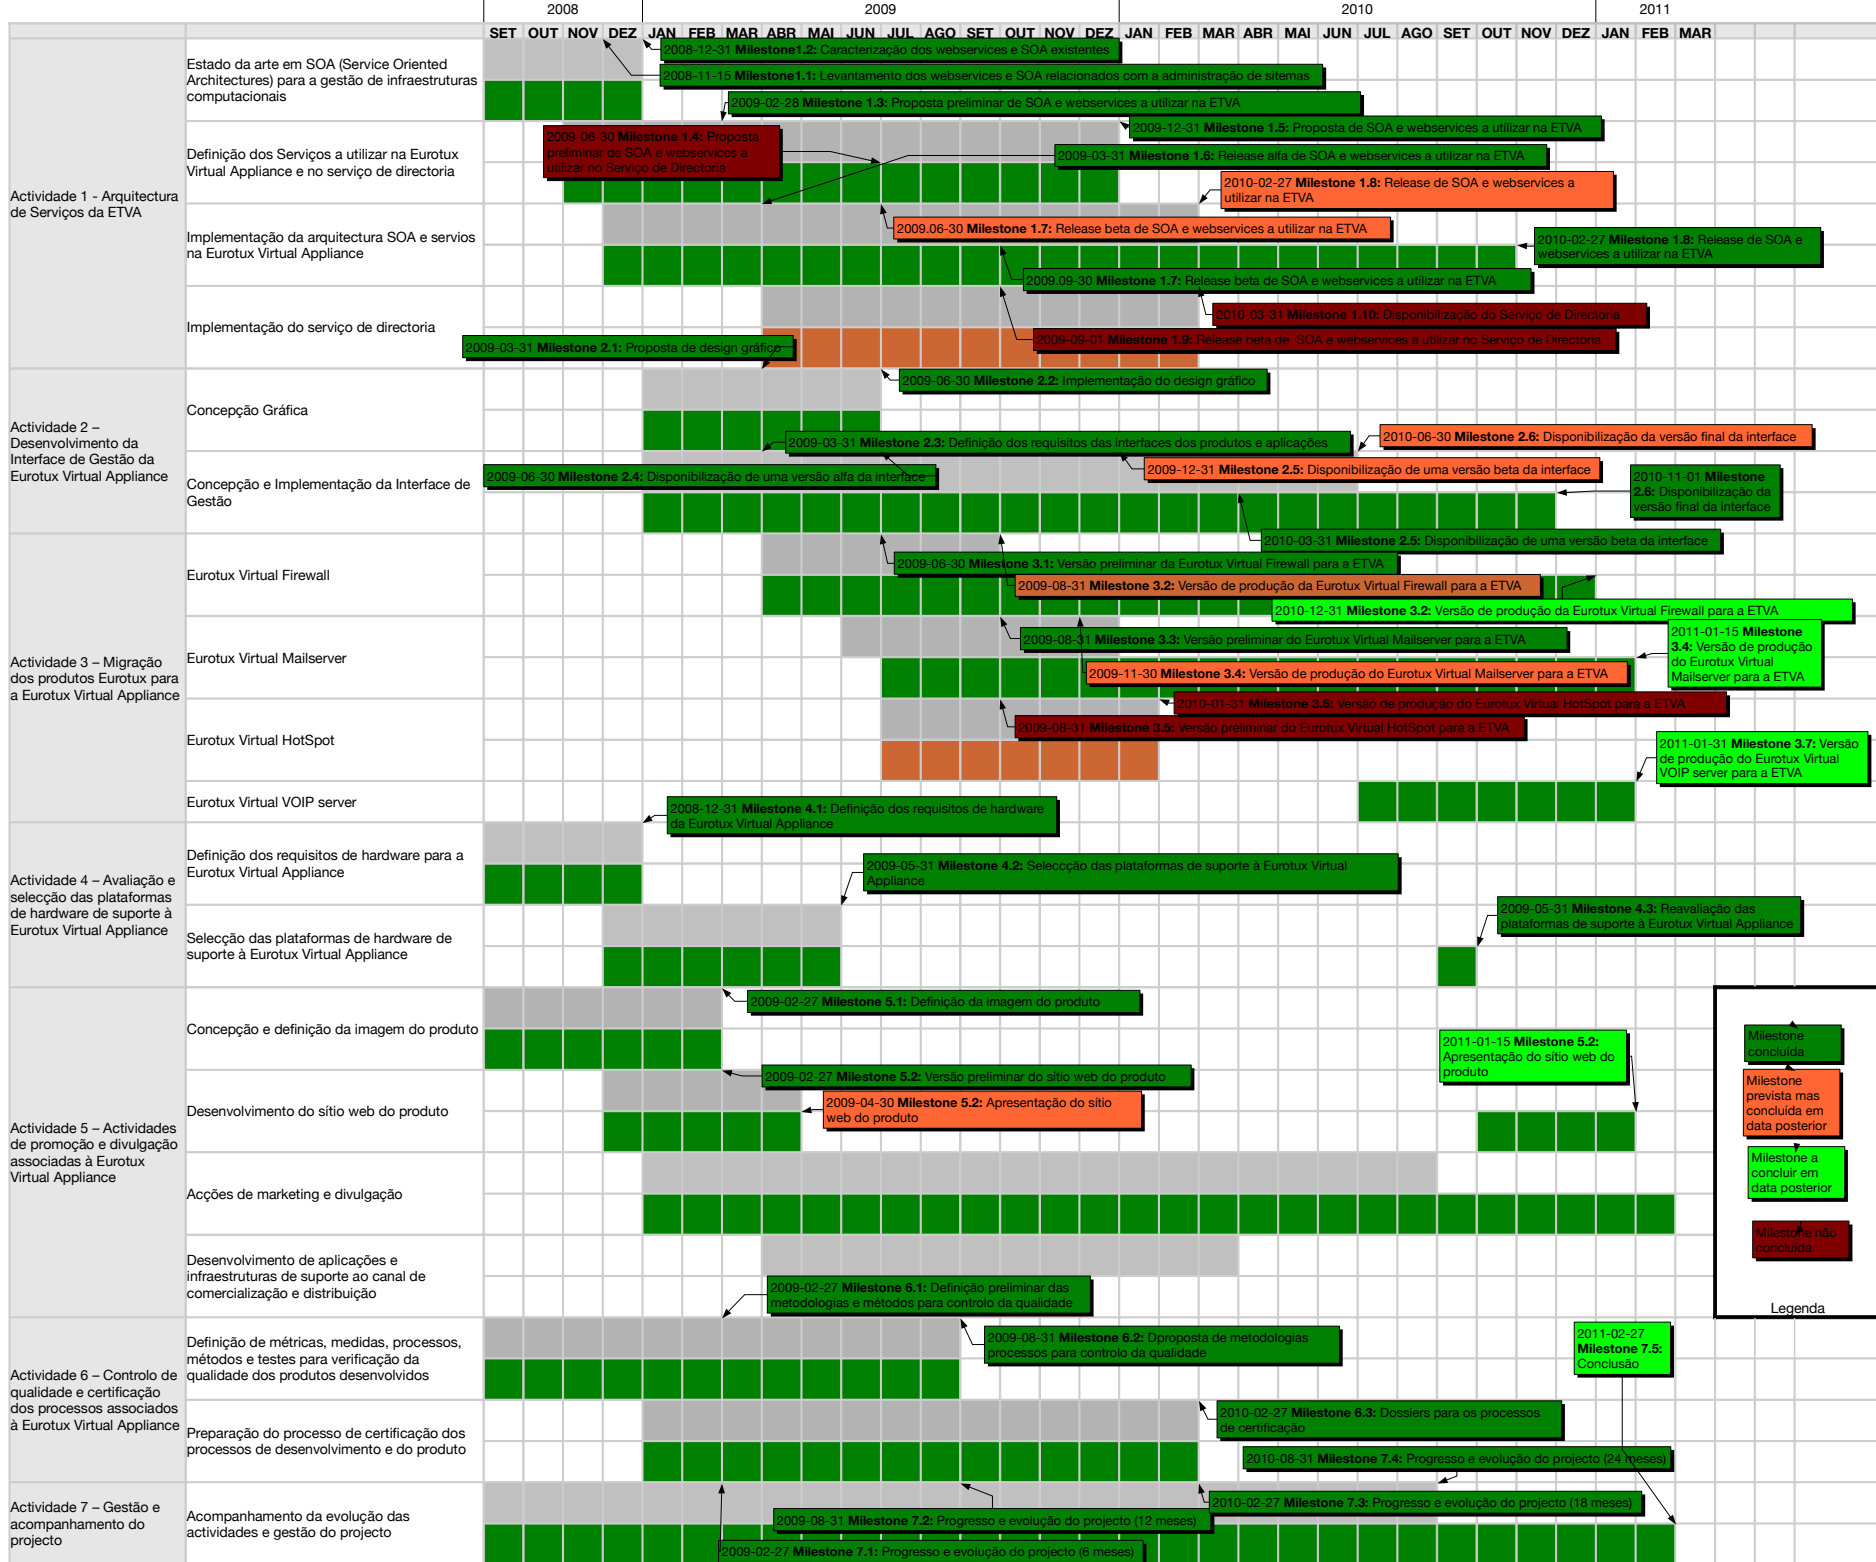 2008 2009 2010 2011
SET OUT NOV DEZ JAN FEB MAR ABR MAI JUN JUL AGO SET OUT NOV DEZ JAN FEB MAR ABR MAI JUN JUL AGO SET OUT NOV DEZ JAN FEB MAR
Actividade 1 - Arquitectura
de Serviços da ETVA
Estado da arte em SOA (Service Oriented
Architectures) para a gestão de infraestruturas
computacionais
2008-12-31 Milestone1.2: Caracterização dos webservices e SOA existentes
2008-11-15 Milestone1.1: Levantamento dos webservices e SOA relacionados com a administração de sitemas
2009-02-28 Milestone 1.3: Proposta preliminar de SOA e webservices a utilizar na ETVA
Definição dos Serviços a utilizar na Eurotux
Virtual Appliance e no serviço de directoria
2009-06-30 Milestone 1.4: Proposta
preliminar de SOA e webservices a
utilizar no Serviço de Directoria
2009-12-31 Milestone 1.5: Proposta de SOA e webservices a utilizar na ETVA
2009-03-31 Milestone 1.6: Release alfa de SOA e webservices a utilizar na ETVA
2010-02-27 Milestone 1.8: Release de SOA e webservices a
utilizar na ETVA
Implementação da arquitectura SOA e servios
na Eurotux Virtual Appliance
2009.06-30 Milestone 1.7: Release beta de SOA e webservices a utilizar na ETVA
2010-02-27 Milestone 1.8: Release de SOA e
webservices a utilizar na ETVA
2009.09-30 Milestone 1.7: Release beta de SOA e webservices a utilizar na ETVA
Implementação do serviço de directoria
2010-03-31 Milestone 1.10: Disponibilização do Serviço de Directoria
2009-09-01 Milestone 1.9: Release beta de SOA e webservices a utilizar no Serviço de Directoria
2009-03-31 Milestone 2.1: Proposta de design gráfico
Actividade 2 –
Desenvolvimento da
Interface de Gestão da
Eurotux Virtual Appliance
Concepção Gráfica
2009-06-30 Milestone 2.2: Implementação do design gráfico
2009-03-31 Milestone 2.3: Definição dos requisitos das interfaces dos produtos e aplicações
2010-06-30 Milestone 2.6: Disponibilização da versão final da interface
Concepção e Implementação da Interface de
Gestão
2009-06-30 Milestone 2.4: Disponibilização de uma versão alfa da interface
2009-12-31 Milestone 2.5: Disponibilização de uma versão beta da interface
2010-11-01 Milestone
2.6: Disponibilização da
versão final da interface
2010-03-31 Milestone 2.5: Disponibilização de uma versão beta da interface
Actividade 3 – Migração
dos produtos Eurotux para
a Eurotux Virtual Appliance
Eurotux Virtual Firewall
2009-06-30 Milestone 3.1: Versão preliminar da Eurotux Virtual Firewall para a ETVA
2009-08-31 Milestone 3.2: Versão de produção da Eurotux Virtual Firewall para a ETVA
2010-12-31 Milestone 3.2: Versão de produção da Eurotux Virtual Firewall para a ETVA
Eurotux Virtual Mailserver
2009-08-31 Milestone 3.3: Versão preliminar do Eurotux Virtual Mailserver para a ETVA
2011-01-15 Milestone
3.4: Versão de produção
do Eurotux Virtual
Mailserver para a ETVA
2009-11-30 Milestone 3.4: Versão de produção do Eurotux Virtual Mailserver para a ETVA
Eurotux Virtual HotSpot
2010-01-31 Milestone 3.6: Versão de produção do Eurotux Virtual HotSpot para a ETVA
2009-08-31 Milestone 3.5: Versão preliminar do Eurotux Virtual HotSpot para a ETVA
2011-01-31 Milestone 3.7: Versão
de produção do Eurotux Virtual
VOIP server para a ETVA
Eurotux Virtual VOIP server
Actividade 4 – Avaliação e
selecção das plataformas
de hardware de suporte à
Eurotux Virtual Appliance
2008-12-31 Milestone 4.1: Definição dos requisitos de hardware
da Eurotux Virtual Appliance
Definição dos requisitos de hardware para a
Eurotux Virtual Appliance
2009-05-31 Milestone 4.2: Seleccção das plataformas de suporte à Eurotux Virtual
Appliance
Selecção das plataformas de hardware de
suporte à Eurotux Virtual Appliance
2009-05-31 Milestone 4.3: Reavaliação das
plataformas de suporte à Eurotux Virtual Appliance
Actividade 5 – Actividades
de promoção e divulgação
associadas à Eurotux
Virtual Appliance
Concepção e definição da imagem do produto
2009-02-27 Milestone 5.1: Definição da imagem do produto
2011-01-15 Milestone 5.2:
Apresentação do sítio web do
produto
Desenvolvimento do sítio web do produto
2009-02-27 Milestone 5.2: Versão preliminar do sítio web do produto
2009-04-30 Milestone 5.2: Apresentação do sítio
web do produto
Acções de marketing e divulgação
Desenvolvimento de aplicações e
infraestruturas de suporte ao canal de
comercialização e distribuição
Milestone
concluída
Milestone
prevista mas
concluída em
data posterior
Milestone a
concluir em
data posterior
Milestone não
concluída
Legenda
2009-02-27 Milestone 6.1: Definição preliminar das
metodologias e métodos para controlo da qualidade
Actividade 6 – Controlo de
qualidade e certificação
dos processos associados
à Eurotux Virtual Appliance
Definição de métricas, medidas, processos,
métodos e testes para verificação da
qualidade dos produtos desenvolvidos
2009-08-31 Milestone 6.2: Dproposta de metodologias
processos para controlo da qualidade
2011-02-27
Milestone 7.5:
Conclusão
Preparação do processo de certificação dos
processos de desenvolvimento e do produto
2010-02-27 Milestone 6.3: Dossiers para os processos
de certificação
2010-08-31 Milestone 7.4: Progresso e evolução do projecto (24 meses)
Actividade 7 – Gestão e
acompanhamento do
projecto
Acompanhamento da evolução das
actividades e gestão do projecto
2010-02-27 Milestone 7.3: Progresso e evolução do projecto (18 meses)
2009-08-31 Milestone 7.2: Progresso e evolução do projecto (12 meses)
2009-02-27 Milestone 7.1: Progresso e evolução do projecto (6 meses)